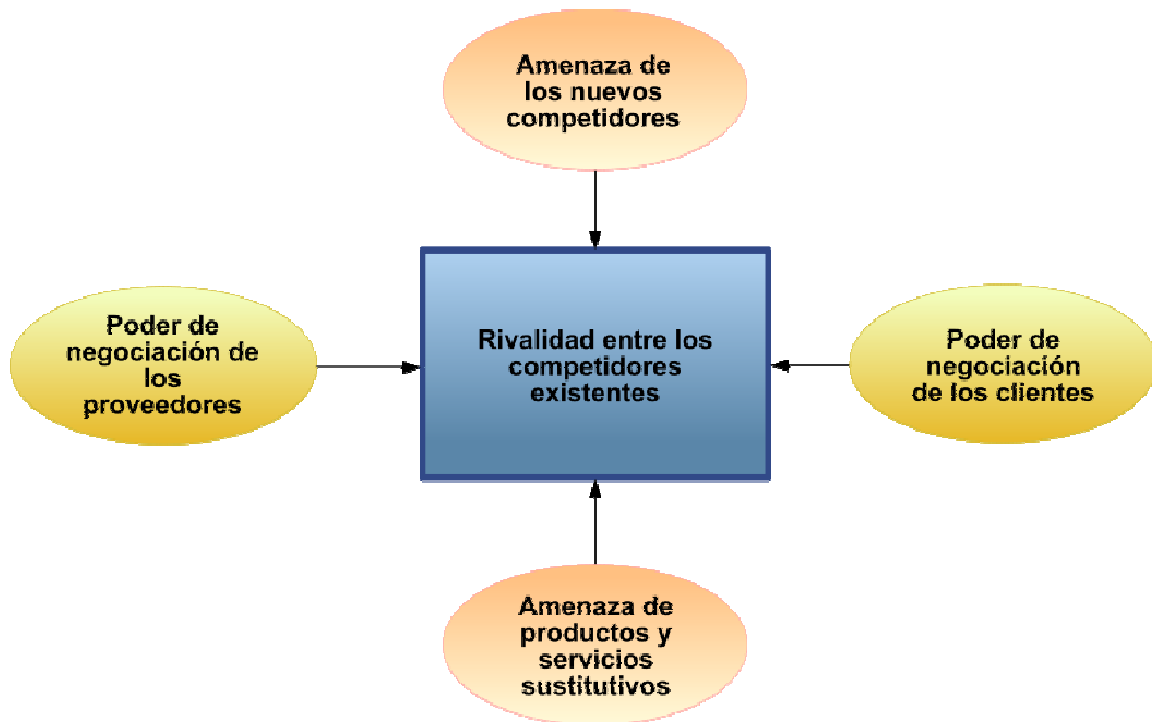 Amenaza de
los nuevos
competidores
Poder de
negociación de
los
proveedores
Rivalidad entre los
competidores
existentes
Poder de
negociación
de los clientes
Amenaza de
productos y
servicios
sustitutivos